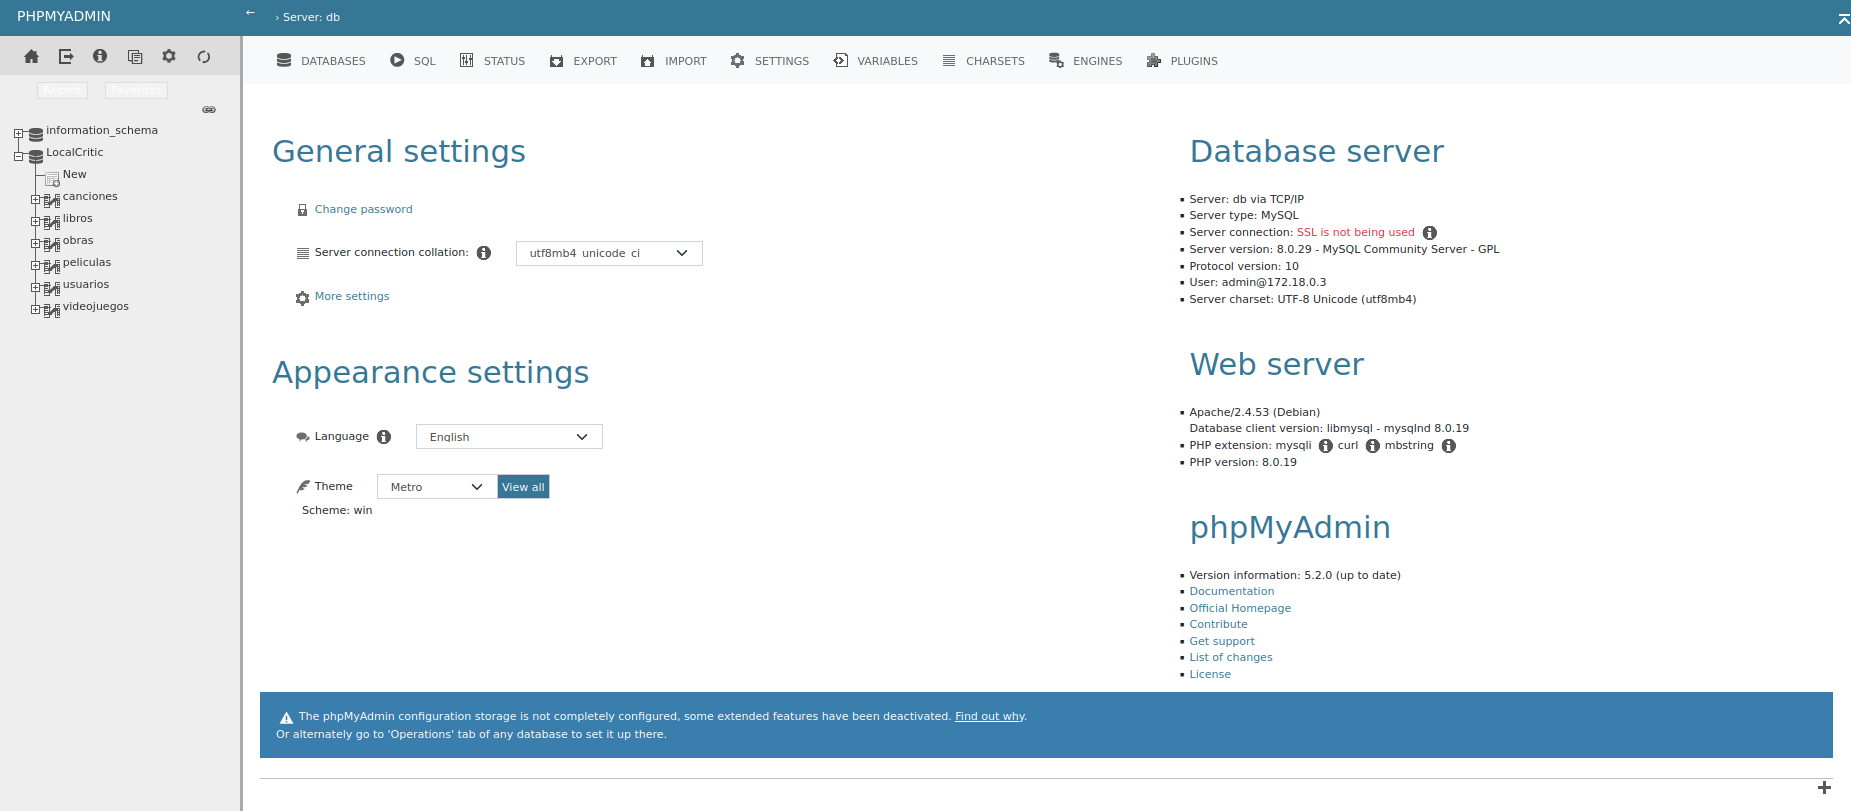 PHPMYADMIN
← › Server: db
DATABASES SQL STATUS EXPORT IMPORT SETTINGS VARIABLES CHARSETS ENGINES PLUGINS
Recent Favorites
information_schema
LocalCritic
New
canciones
libros
obras
peliculas
usuarios
videojuegos
General settings
Change password
Server connection collation: utf8mb4_unicode_ci
More settings
Appearance settings
Language English
Theme Metro View all
Scheme: win
Database server
Server: db via TCP/IP
Server type: MySQL
Server connection: SSL is not being used
Server version: 8.0.29 - MySQL Community Server - GPL
Protocol version: 10
User: admin@172.18.0.3
Server charset: UTF-8 Unicode (utf8mb4)
Web server
Apache/2.4.53 (Debian)
Database client version: libmysql - mysqlnd 8.0.19
PHP extension: mysqli curl mbstring
PHP version: 8.0.19
phpMyAdmin
Version information: 5.2.0 (up to date)
Documentation
Official Homepage
Contribute
Get support
List of changes
License
The phpMyAdmin configuration storage is not completely configured, some extended features have been deactivated. Find out why.
Or alternately go to 'Operations' tab of any database to set it up there.